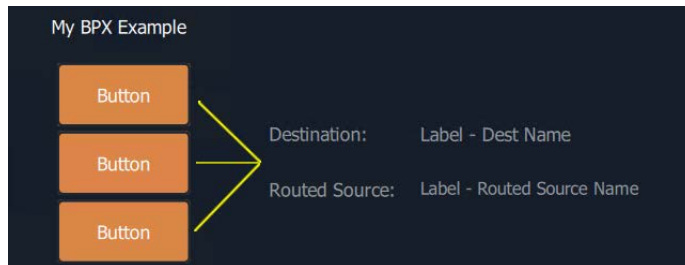 My BPX Example
Button
Button
Button
Destination: Label - Dest Name
Routed Source: Label - Routed Source Name